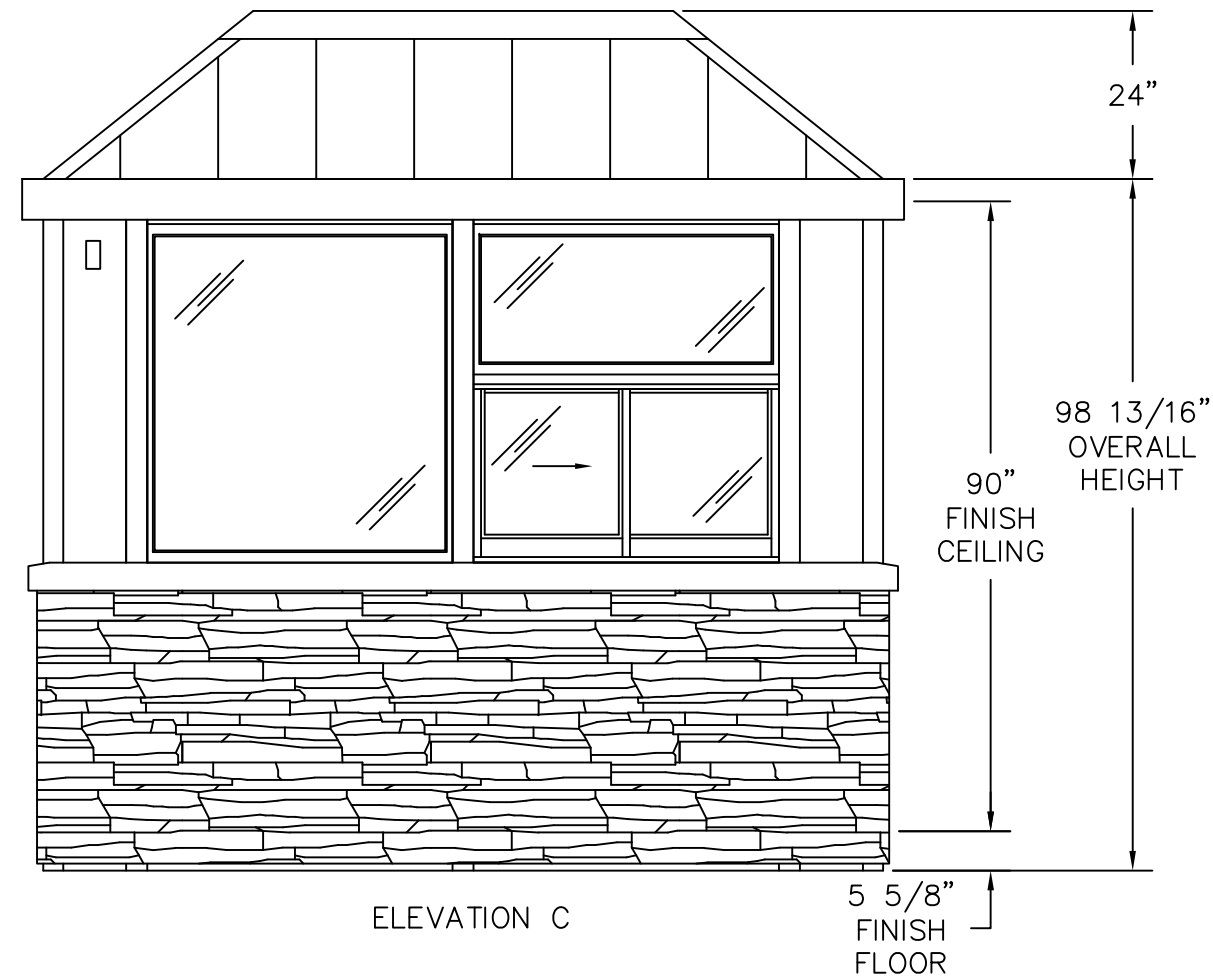 24”
98 13/16”
OVERALL
HEIGHT
90”
FINISH
CEILING
5 5/8”
FINISH
FLOOR
ELEVATION C